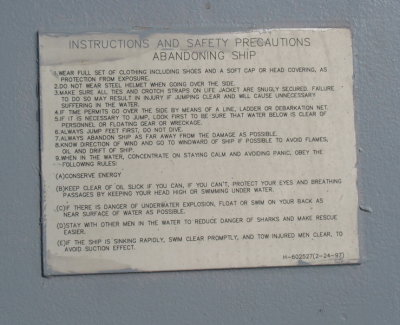 INSTRUCTIONS AND SAFETY PRECAUTIONS
ABANDONING SHIP
1.WEAR FULL SET OF CLOTHING INCLUDING SHOES AND A SOFT CAP OR HEAD COVERING, AS
PROTECTION FROM EXPOSURE.
2.DO NOT WEAR STEEL HELMET WHEN GOING OVER THE SIDE.
3.MAKE SURE ALL TIES AND CROTCH STRAPS ON LIFE JACKET ARE SNUGLY SECURED. FAILURE
TO DO SO MAY RESULT IN INJURY IF JUMPING CLEAR AND WILL CAUSE UNNECESSARY
SUFFERING IN THE WATER.
4.IF TIME PERMITS GO OVER THE SIDE BY MEANS OF A LINE, LADDER OR DEBARKATION NET.
5.IF IT IS NECESSARY TO JUMP, LOOK FIRST TO BE SURE THAT WATER BELOW IS CLEAR OF
PERSONNEL OR FLOATING GEAR OR WRECKAGE.
6.ALWAYS JUMP FEET FIRST, DO NOT DIVE.
7.ALWAYS ABANDON SHIP AS FAR AWAY FROM THE DAMAGE AS POSSIBLE.
8.KNOW DIRECTION OF WIND AND GO TO WINDWARD OF SHIP IF POSSIBLE TO AVOID FLAMES,
OIL AND DRIFT OF SHIP.
9.WHEN IN THE WATER, CONCENTRATE ON STAYING CALM AND AVOIDING PANIC. OBEY THE
FOLLOWING RULES:
(A)CONSERVE ENERGY
(B)KEEP CLEAR OF OIL SLICK IF YOU CAN, IF YOU CAN'T, PROTECT YOUR EYES AND BREATHING
PASSAGES BY KEEPING YOUR HEAD HIGH OR SWIMMING UNDER WATER.
(C)IF THERE IS DANGER OF UNDERWATER EXPLOSION, FLOAT OR SWIM ON YOUR BACK AS
NEAR SURFACE OF WATER AS POSSIBLE.
(D)STAY WITH OTHER MEN IN THE WATER TO REDUCE DANGER OF SHARKS AND MAKE RESCUE
EASIER.
(E)IF THE SHIP IS SINKING RAPIDLY, SWIM CLEAR PROMPTLY, AND TOW INJURED MEN CLEAR, TO
AVOID SUCTION EFFECT.
H-602527(2-24-97)